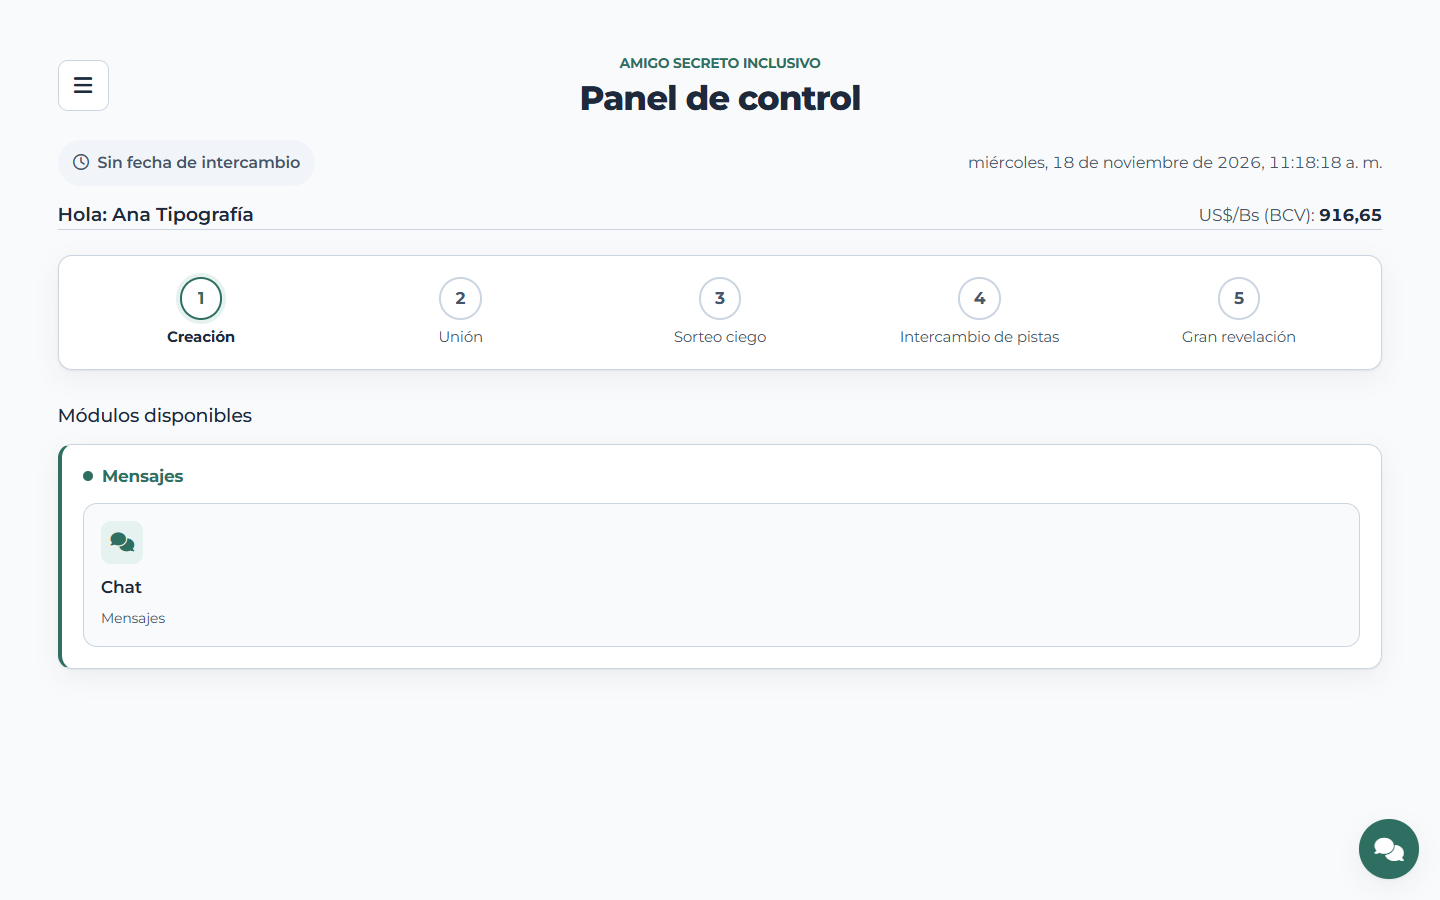 AMIGO SECRETO INCLUSIVO
Panel de control
Sin fecha de intercambio
miércoles, 18 de noviembre de 2026, 11:18:18 a. m.
Hola: Ana Tipografía
US$/Bs (BCV): 916,65
1
Creación
2
Unión
3
Sorteo ciego
4
Intercambio de pistas
5
Gran revelación
Módulos disponibles
Mensajes
Chat
Mensajes